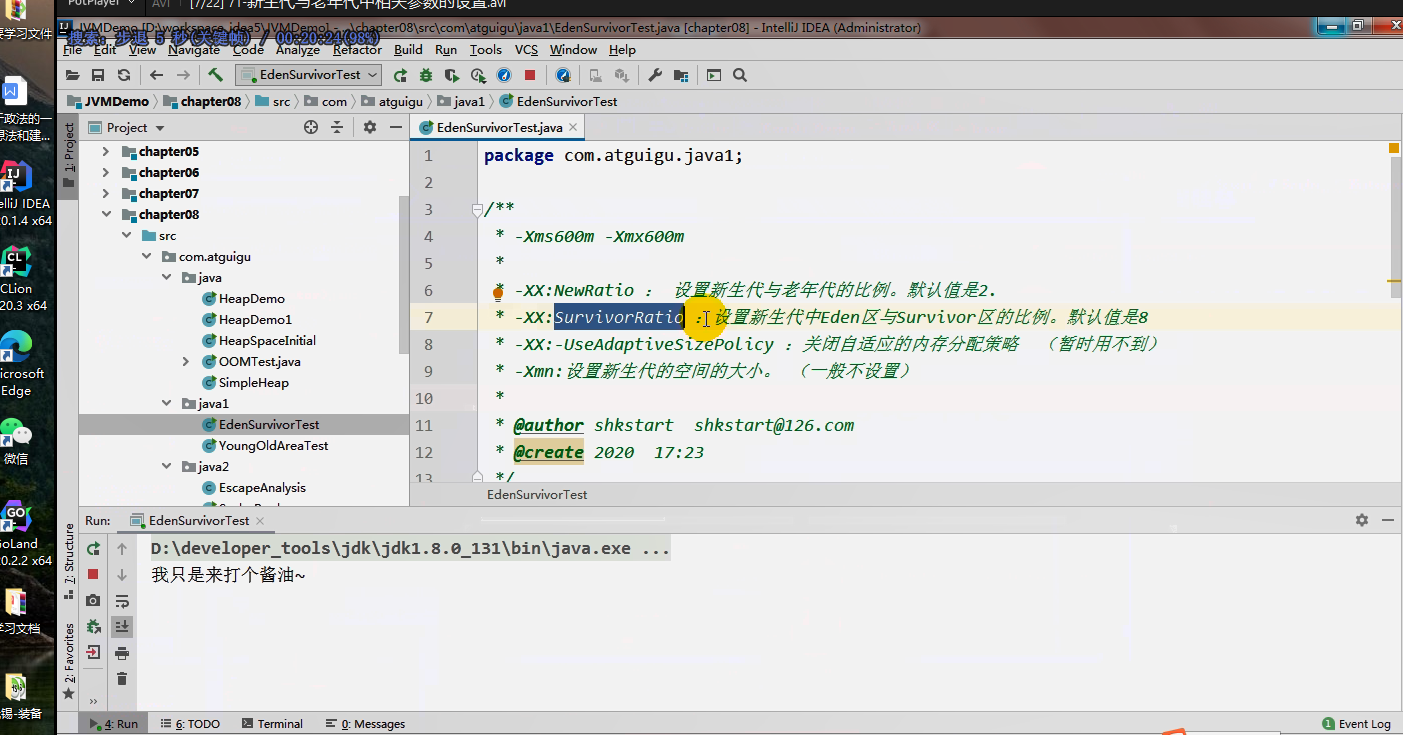 PotPlayer AVI [7/22] 71-新生代与老年代中相关参数的设置.avi
JVMDemo [D:\workspace_idea5\JVMDemo] - ...\chapter08\src\com\atguigu\java1\EdenSurvivorTest.java [chapter08] - IntelliJ IDEA (Administrator)
搜索: 步退 5 秒(关键帧) / 00:20:24(98%)
File Edit View Navigate Code Analyze Refactor Build Run Tools VCS Window Help
EdenSurvivorTest
JVMDemo chapter08 src com atguigu java1 EdenSurvivorTest
Project
EdenSurvivorTest.java
1: Project
chapter05
chapter06
chapter07
chapter08
src
com.atguigu
java
HeapDemo
HeapDemo1
HeapSpaceInitial
OOMTest.java
SimpleHeap
java1
EdenSurvivorTest
YoungOldAreaTest
java2
EscapeAnalysis
1 package com.atguigu.java1;
2
3 /**
4 * -Xms600m -Xmx600m
5 *
6 * -XX:NewRatio : 设置新生代与老年代的比例。默认值是2.
7 * -XX:SurvivorRatio : 设置新生代中Eden区与Survivor区的比例。默认值是8
8 * -XX:-UseAdaptiveSizePolicy : 关闭自适应的内存分配策略 （暂时用不到）
9 * -Xmn:设置新生代的空间的大小。 （一般不设置）
10 *
11 * @author shkstart shkstart@126.com
12 * @create 2020 17:23
13 */
EdenSurvivorTest
Run: EdenSurvivorTest
D:\developer_tools\jdk\jdk1.8.0_131\bin\java.exe ...
我只是来打个酱油~
7: Structure
2: Favorites
4: Run 6: TODO Terminal 0: Messages
1 Event Log
要学习文件
于政法的一
想法和建...
elliJ IDEA
20.1.4 x64
CLion
20.3 x64
icrosoft
Edge
微信
GoLand
20.2.2 x64
学习文档
锡-装备